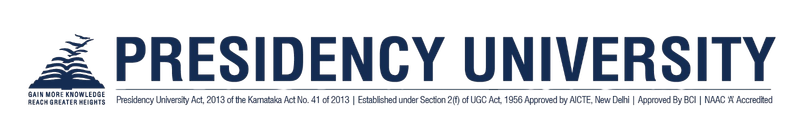 PRESIDENCY UNIVERSITY
GAIN MORE KNOWLEDGE
REACH GREATER HEIGHTS
Presidency University Act, 2013 of the Karnataka Act No. 41 of 2013 | Established under Section 2(f) of UGC Act, 1956 Approved by AICTE, New Delhi | Approved By BCI | NAAC 'A' Accredited